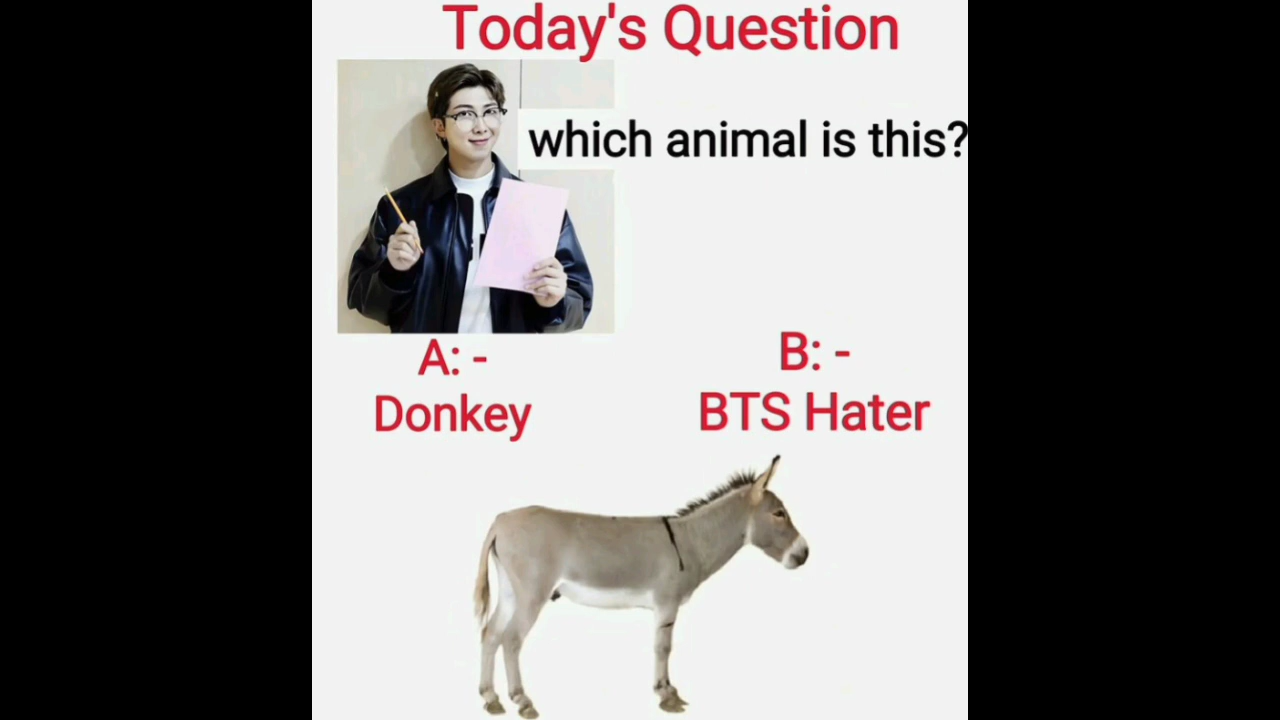 Today's Question
which animal is this?
A: -
Donkey
B: -
BTS Hater